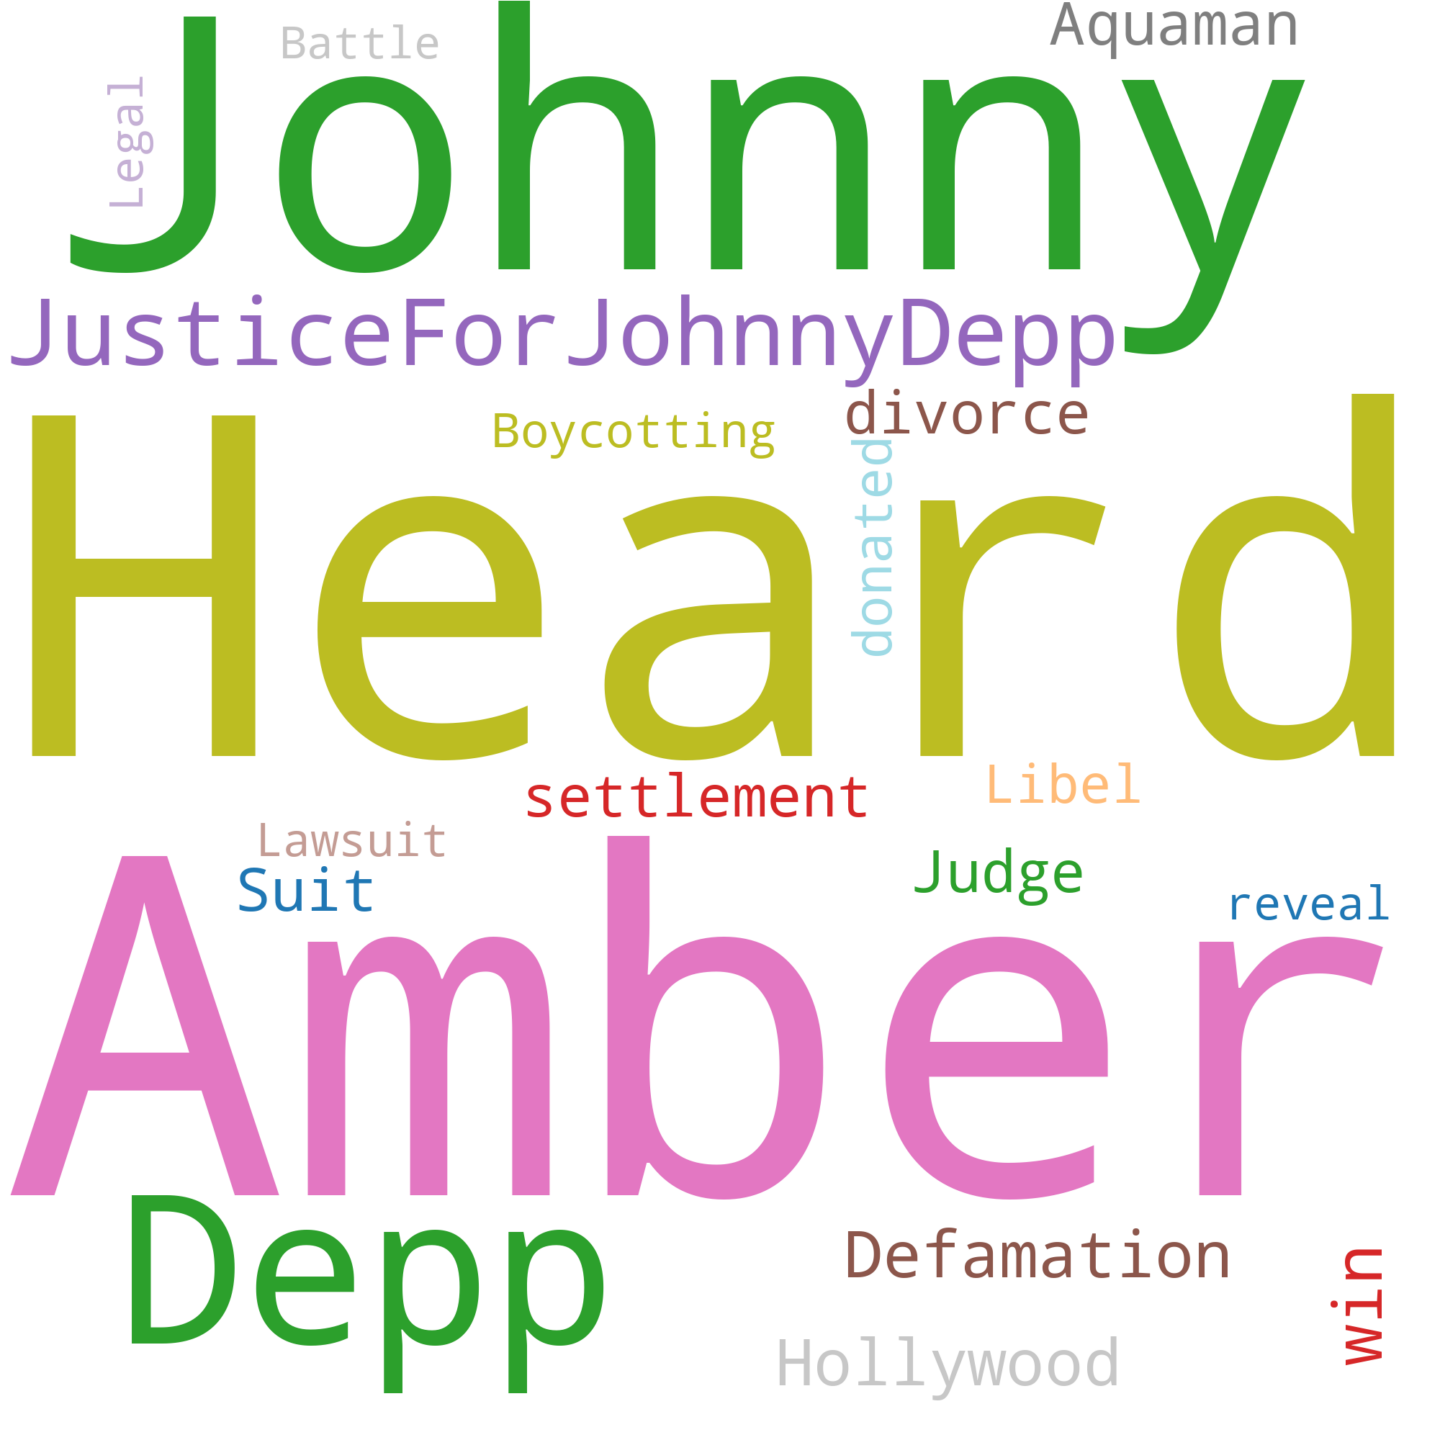 Aquaman
Battle
Legal
Johnny
JusticeForJohnnyDepp
divorce
Boycotting
donated
Heard
settlement
Libel
Lawsuit
Suit
Judge
reveal
Amber
Depp
Defamation
win
Hollywood